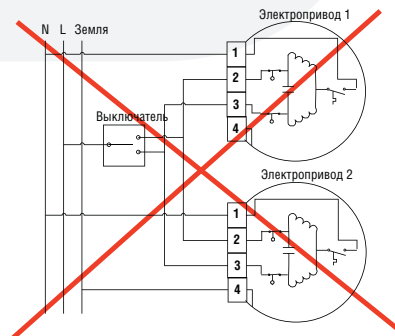 Электропривод 1
N L Земля
1
2
3
4
Выключатель
Электропривод 2
1
2
3
4